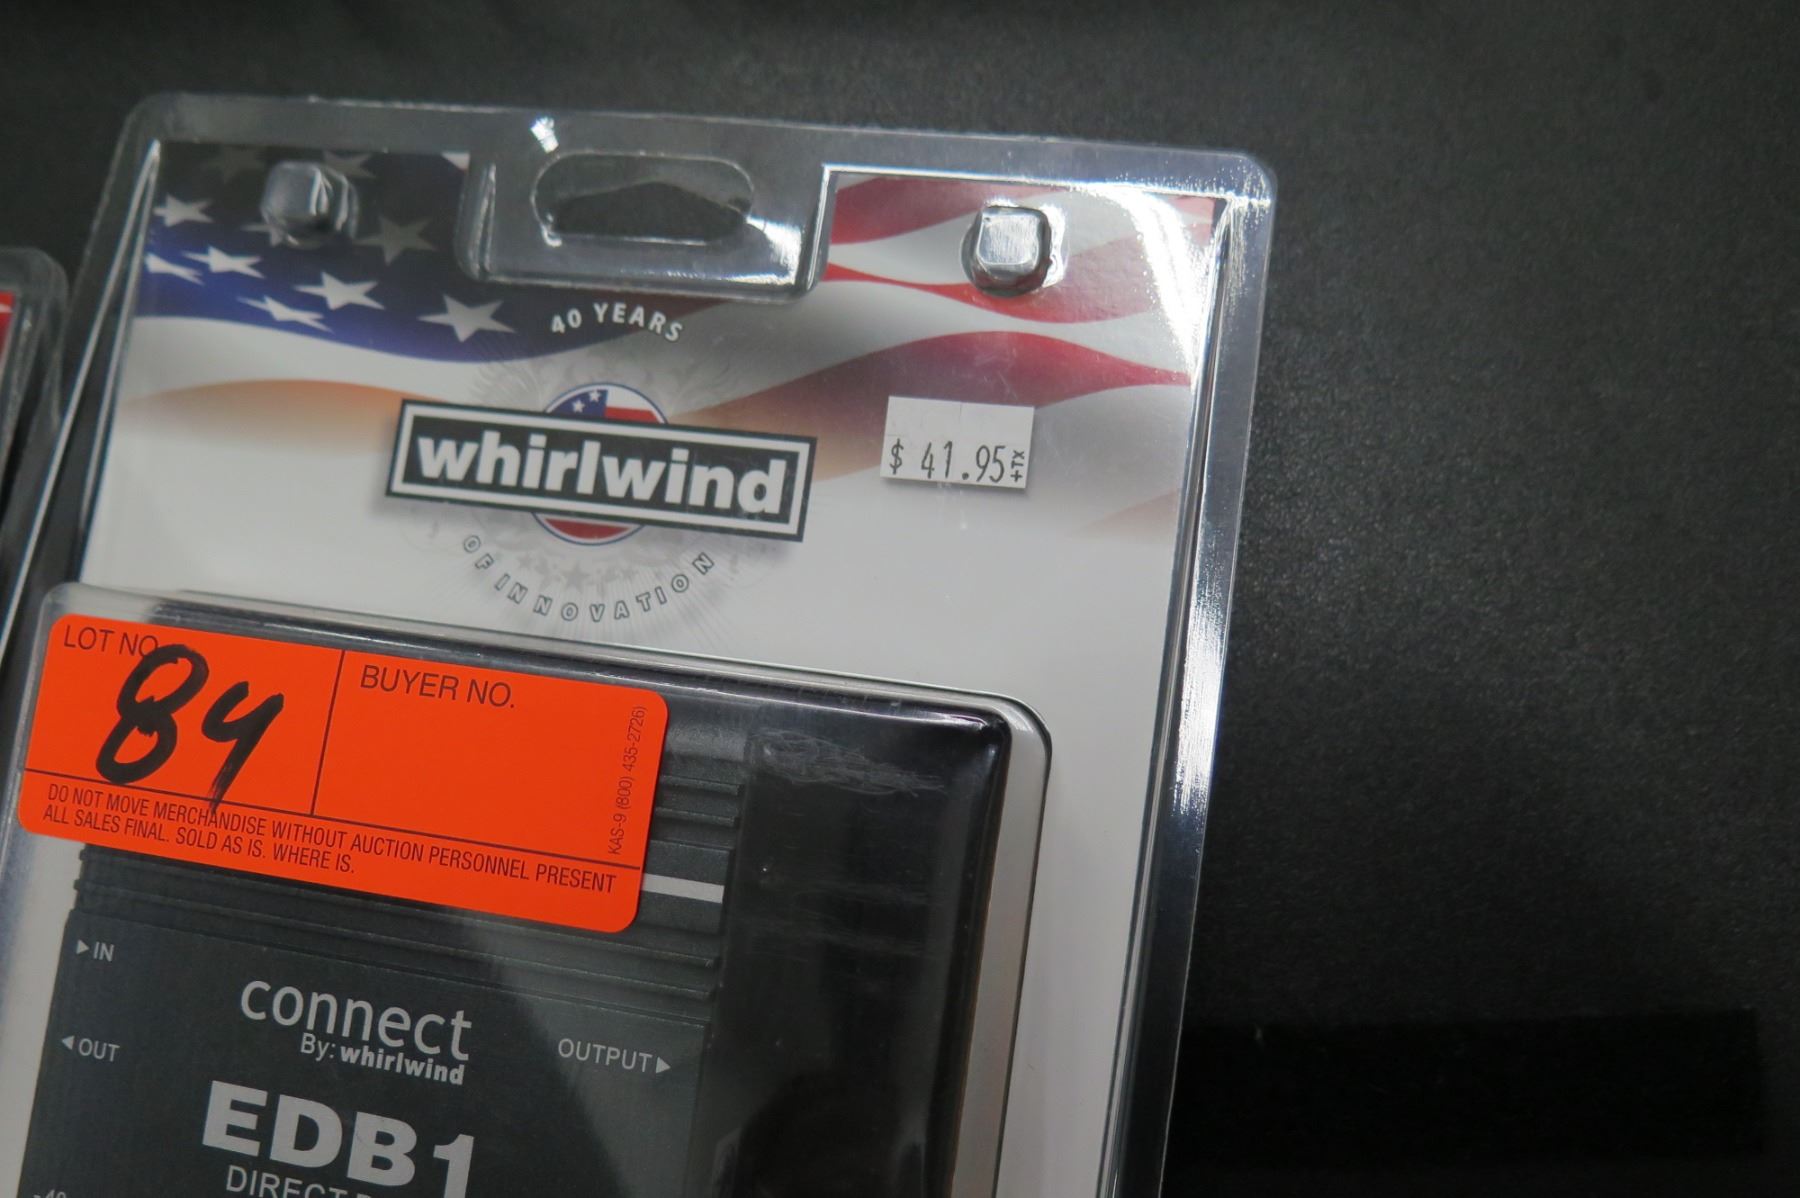 40 YEARS
whirlwind
OF INNOVATION
$ 41.95 +TX
LOT NO.
84
BUYER NO.
KAS-9 (800) 435-2726)
DO NOT MOVE MERCHANDISE WITHOUT AUCTION PERSONNEL PRESENT
ALL SALES FINAL. SOLD AS IS. WHERE IS.
IN
connect
By: whirlwind
OUT
OUTPUT
EDB1
DIRECT